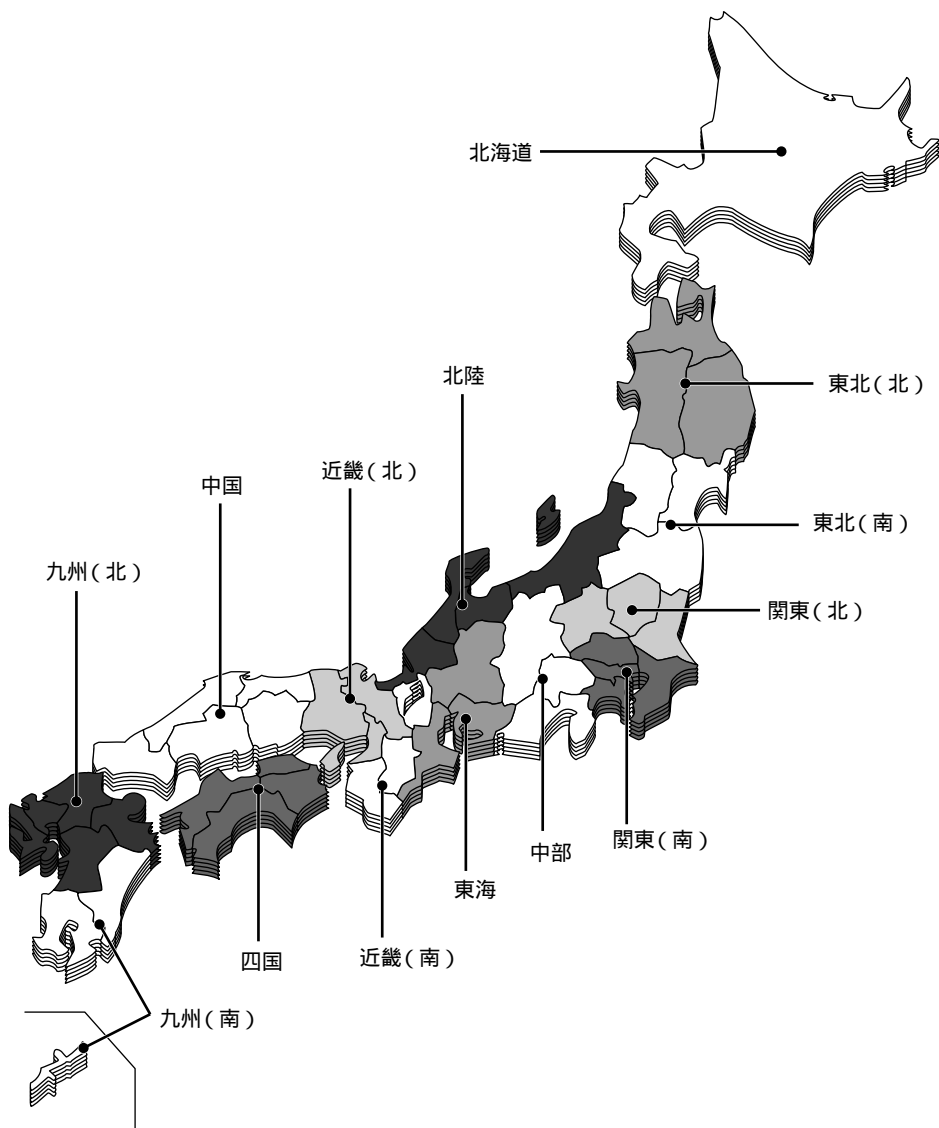 北海道
北陸
東北(北)
近畿(北)
中国
東北(南)
九州(北)
関東(北)
関東(南)
中部
東海
近畿(南)
四国
九州(南)